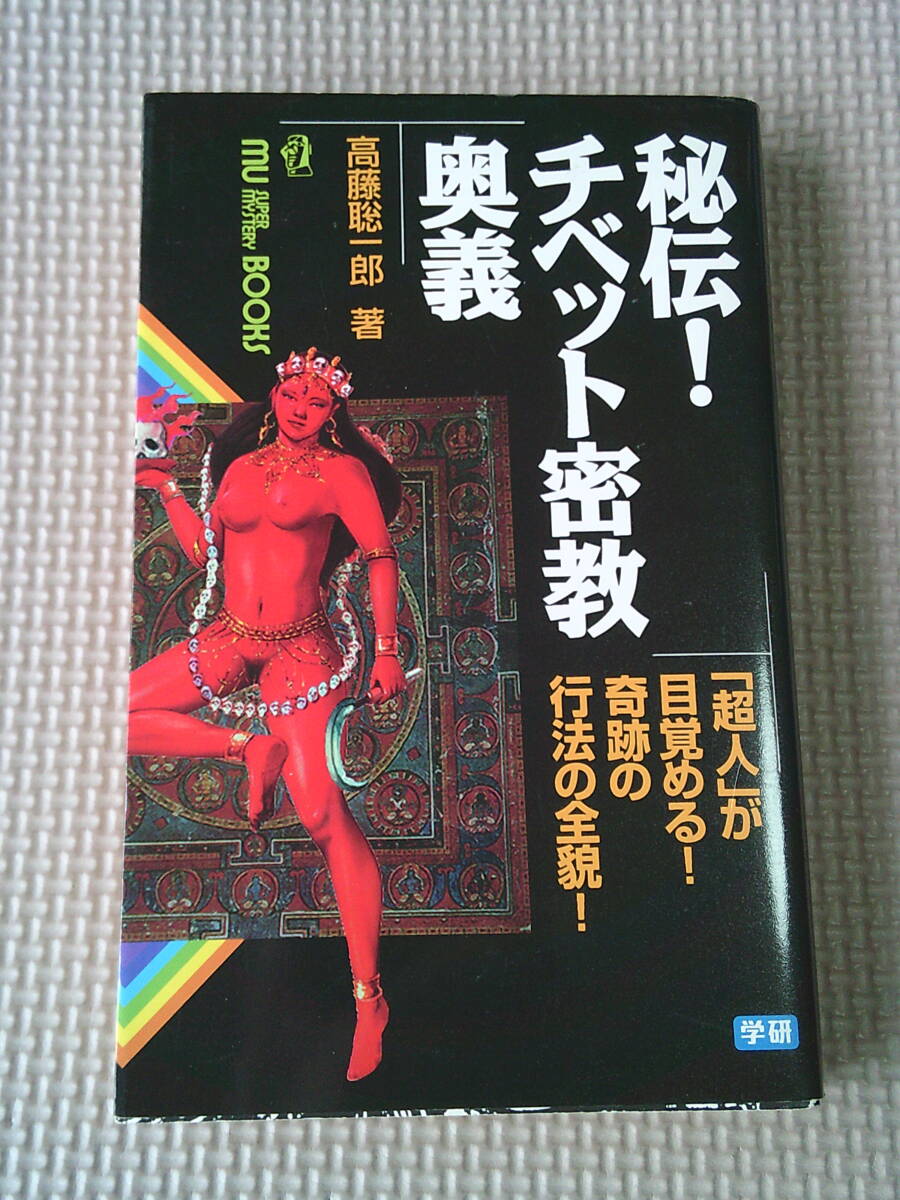 秘伝！
チベット密教
奥義
高藤聡一郎 著
MU SUPER MYSTERY BOOKS
「超人」が
目覚める！
奇跡の
行法の全貌！
学研